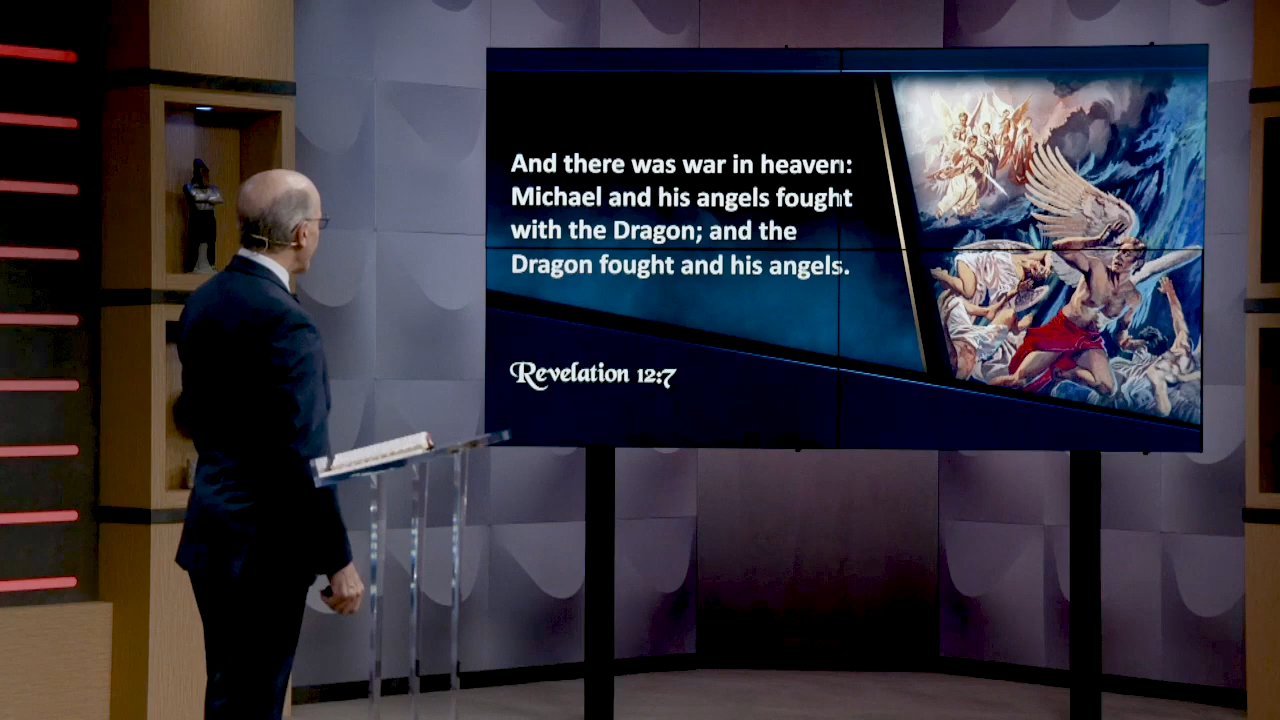 And there was war in heaven:
Michael and his angels fought
with the Dragon; and the
Dragon fought and his angels.
Revelation 12:7